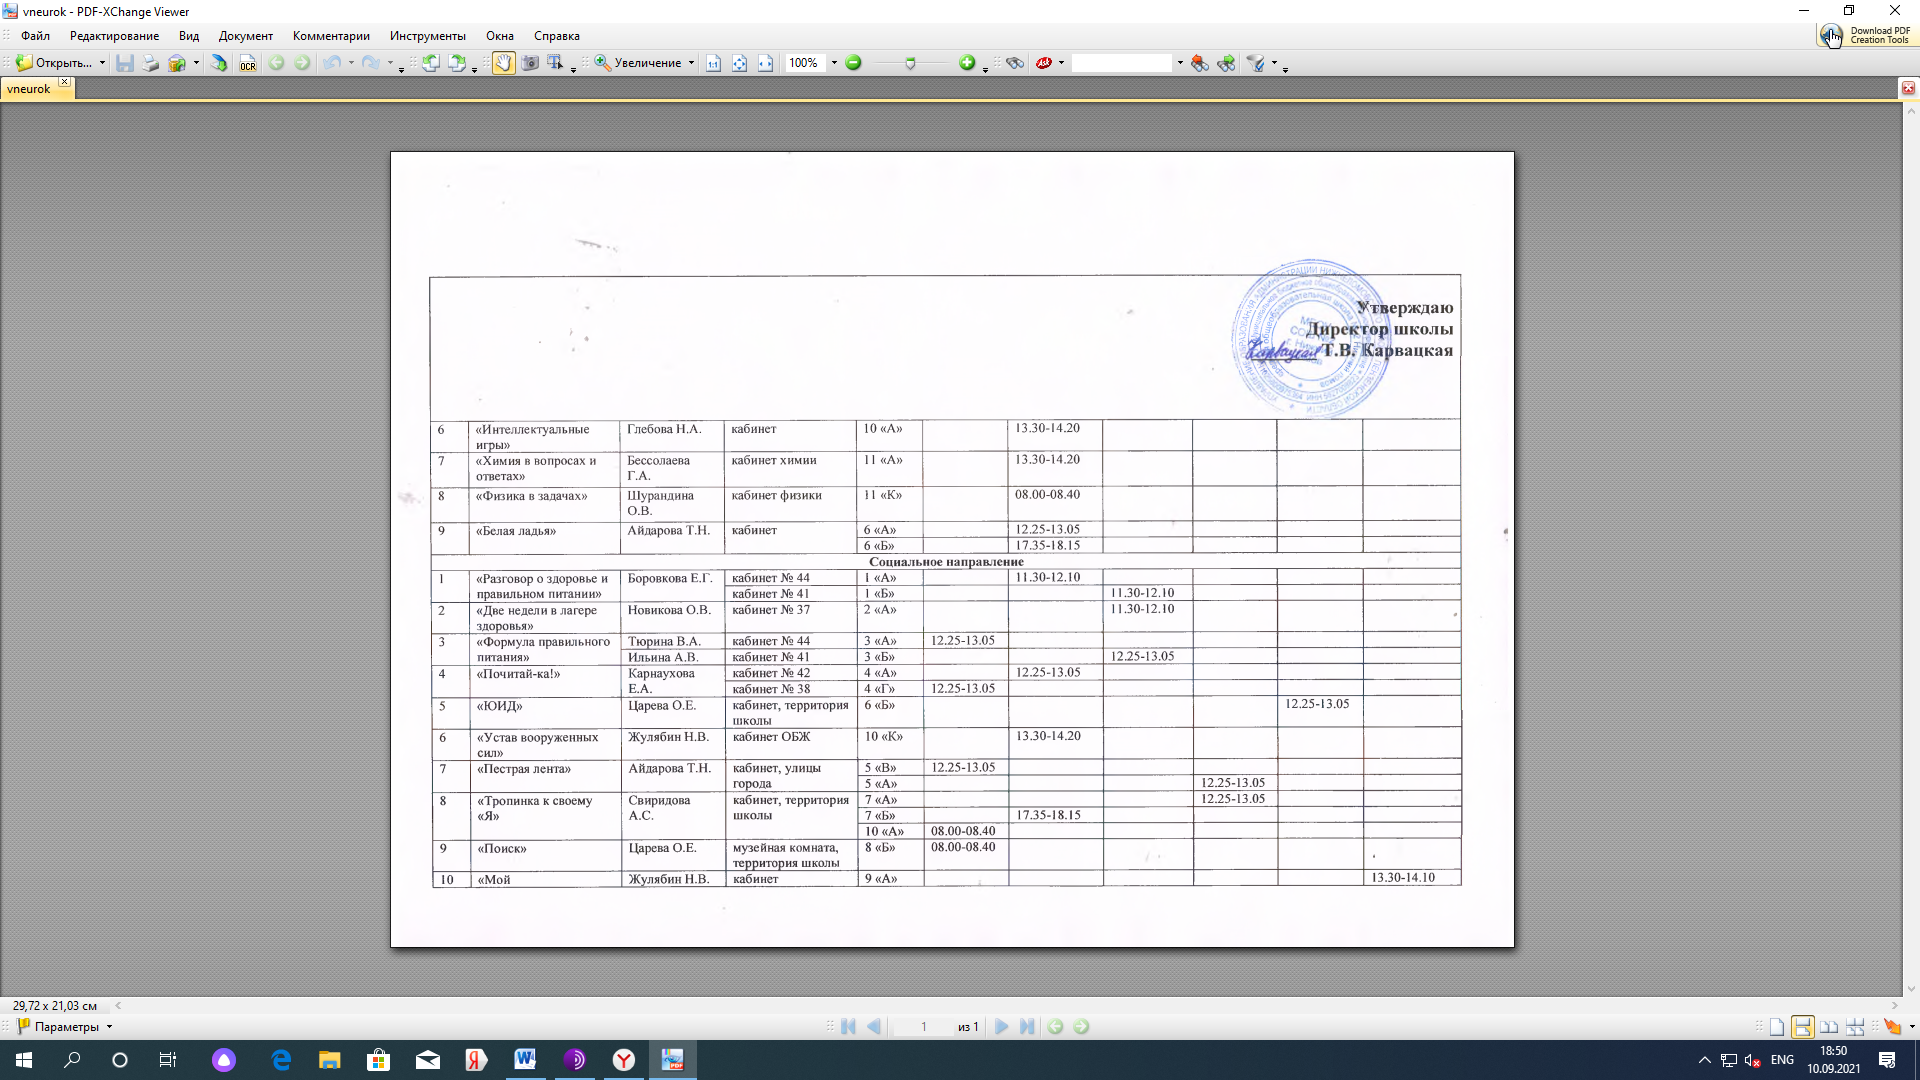 vneurok - PDF-XChange Viewer
Файл Редактирование Вид Документ Комментарии Инструменты Окна Справка
Download PDF
Creation Tools
Открыть... OCR Увеличение 1:1 100% Ask
vneurok
Утверждаю
Директор школы
Т.В. Карвацкая
6 «Интеллектуальные игры» Глебова Н.А. кабинет 10 «А» 13.30-14.20
7 «Химия в вопросах и ответах» Бессолаева Г.А. кабинет химии 11 «А» 13.30-14.20
8 «Физика в задачах» Шурандина О.В. кабинет физики 11 «К» 08.00-08.40
9 «Белая ладья» Айдарова Т.Н. кабинет 6 «А» 12.25-13.05
6 «Б» 17.35-18.15
Социальное направление
1 «Разговор о здоровье и правильном питании» Боровкова Е.Г. кабинет № 44 1 «А» 11.30-12.10
кабинет № 41 1 «Б» 11.30-12.10
2 «Две недели в лагере здоровья» Новикова О.В. кабинет № 37 2 «А» 11.30-12.10
3 «Формула правильного питания» Тюрина В.А. кабинет № 44 3 «А» 12.25-13.05
Ильина А.В. кабинет № 41 3 «Б» 12.25-13.05
4 «Почитай-ка!» Карнаухова Е.А. кабинет № 42 4 «А» 12.25-13.05
кабинет № 38 4 «Г» 12.25-13.05
5 «ЮИД» Царева О.Е. кабинет, территория школы 6 «Б» 12.25-13.05
6 «Устав вооруженных сил» Жулябин Н.В. кабинет ОБЖ 10 «К» 13.30-14.20
7 «Пестрая лента» Айдарова Т.Н. кабинет, улицы города 5 «В» 12.25-13.05
5 «А» 12.25-13.05
8 «Тропинка к своему «Я» Свиридова А.С. кабинет, территория школы 7 «А» 12.25-13.05
7 «Б» 17.35-18.15
10 «А» 08.00-08.40
9 «Поиск» Царева О.Е. музейная комната, территория школы 8 «Б» 08.00-08.40
10 «Мой Жулябин Н.В. кабинет 9 «А» 13.30-14.10
29,72 x 21,03 см
Параметры 1 из 1
ENG 18:50
10.09.2021